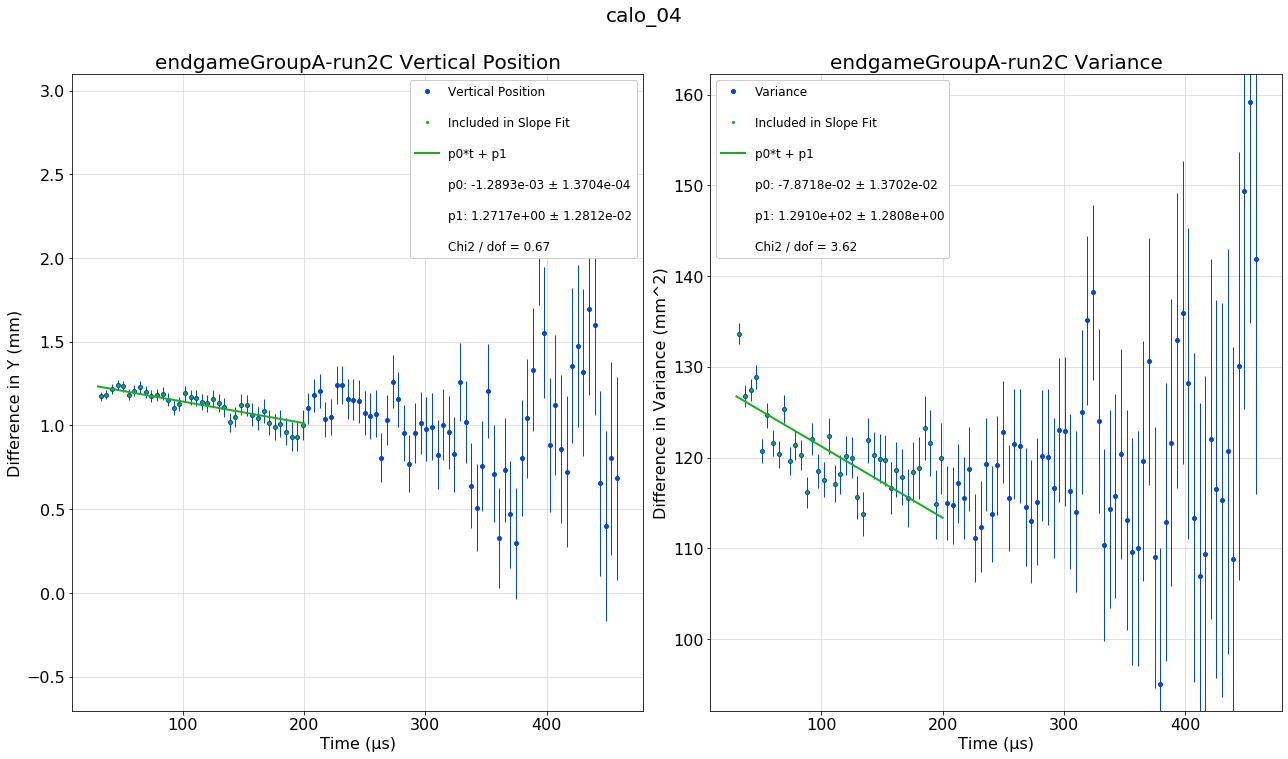 calo_04
endgameGroupA-run2C Vertical Position
Difference in Y (mm)
3.0
2.5
2.0
1.5
1.0
0.5
0.0
−0.5
Vertical Position
Included in Slope Fit
p0*t + p1
p0: -1.2893e-03 ± 1.3704e-04
p1: 1.2717e+00 ± 1.2812e-02
Chi2 / dof = 0.67
100 200 300 400
Time (μs)
endgameGroupA-run2C Variance
Difference in Variance (mm^2)
160
150
140
130
120
110
100
Variance
Included in Slope Fit
p0*t + p1
p0: -7.8718e-02 ± 1.3702e-02
p1: 1.2910e+02 ± 1.2808e+00
Chi2 / dof = 3.62
100 200 300 400
Time (μs)